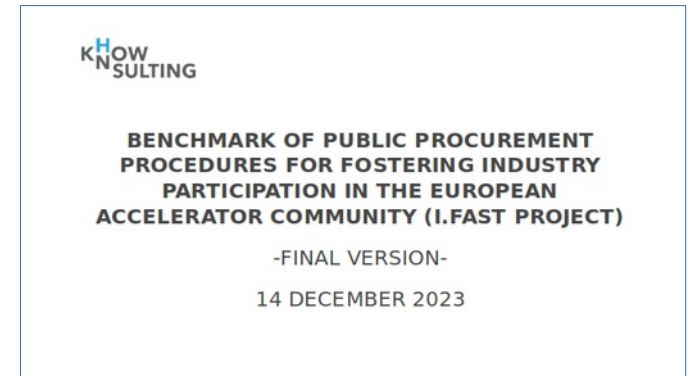 KHOW
NSULTING
BENCHMARK OF PUBLIC PROCUREMENT
PROCEDURES FOR FOSTERING INDUSTRY
PARTICIPATION IN THE EUROPEAN
ACCELERATOR COMMUNITY (I.FAST PROJECT)
-FINAL VERSION-
14 DECEMBER 2023